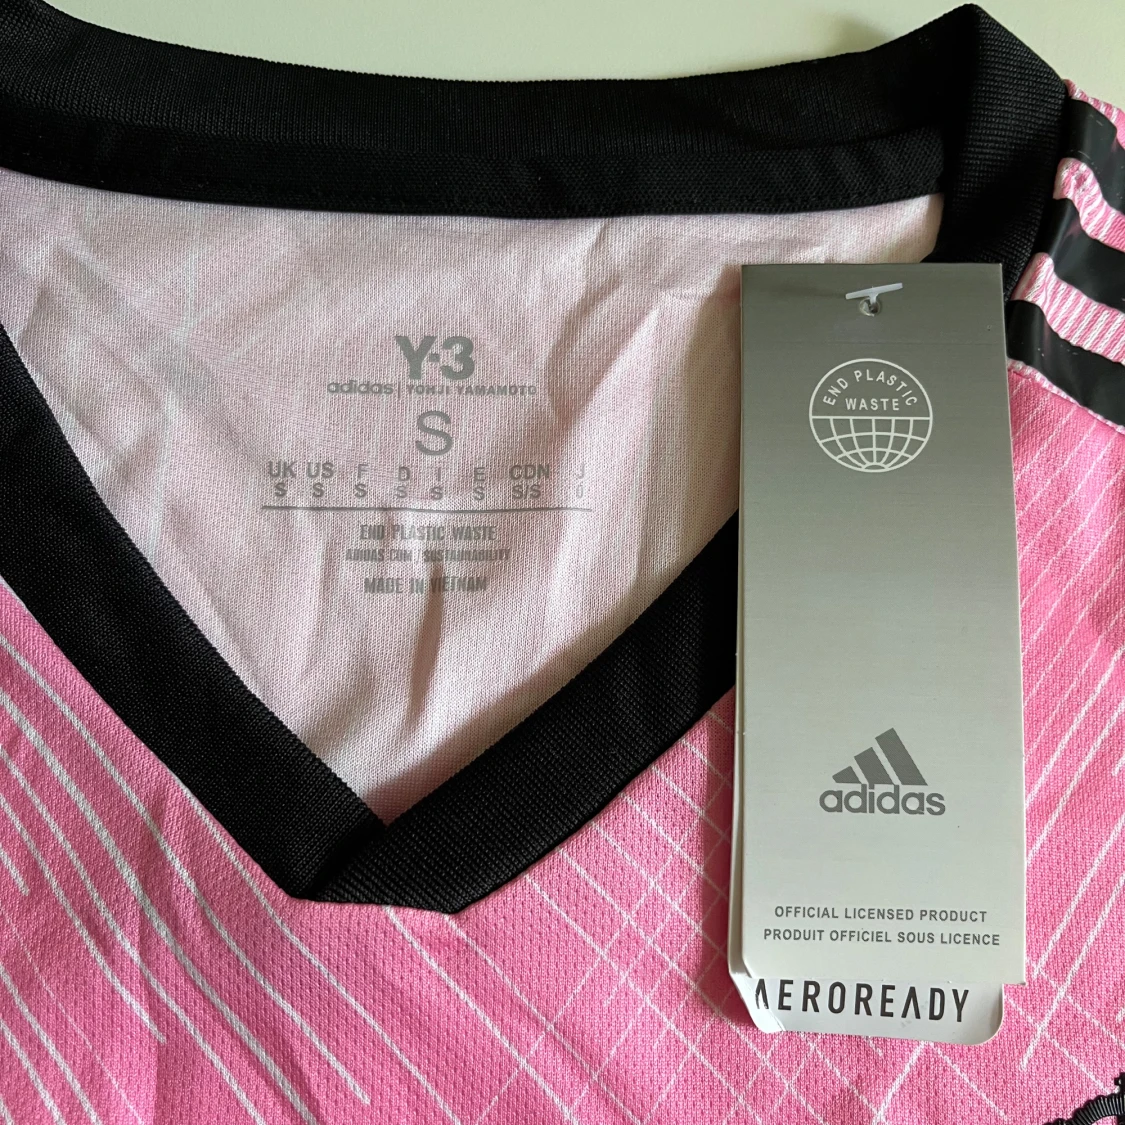 Y-3
adidas | YOHJI YAMAMOTO
S
UK US F D I E CDN J
S S S S S S S/S
END PLASTIC WASTE
ADIDAS.COM / SUSTAINABILITY
MADE IN VIETNAM
END PLASTIC
WASTE
adidas
OFFICIAL LICENSED PRODUCT
PRODUIT OFFICIEL SOUS LICENCE
AEROREADY